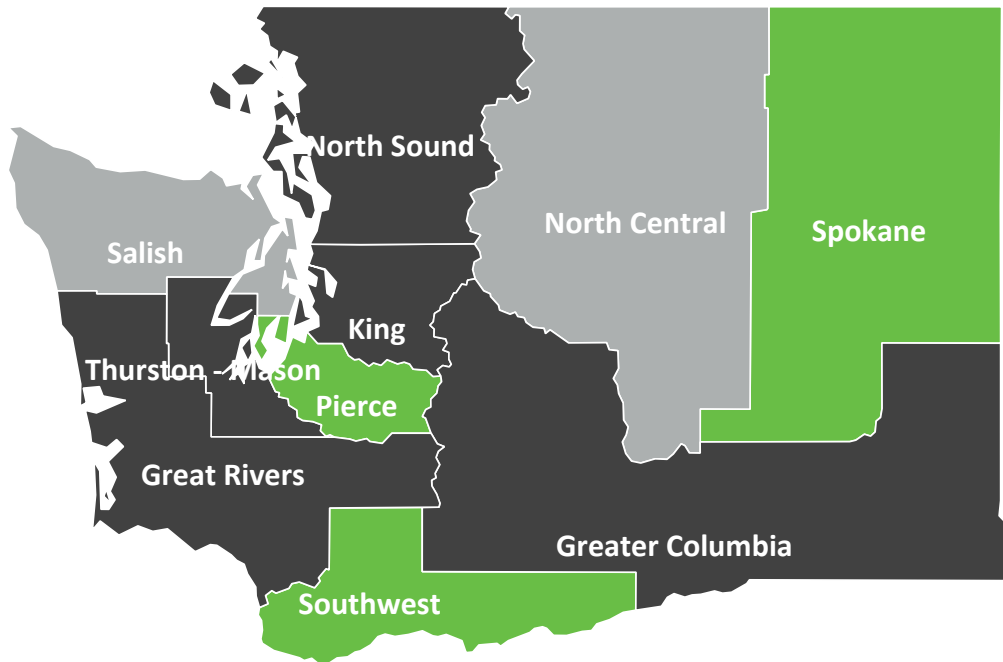 North Sound
North Central
Spokane
Salish
King
Thurston - Mason
Pierce
Great Rivers
Greater Columbia
Southwest